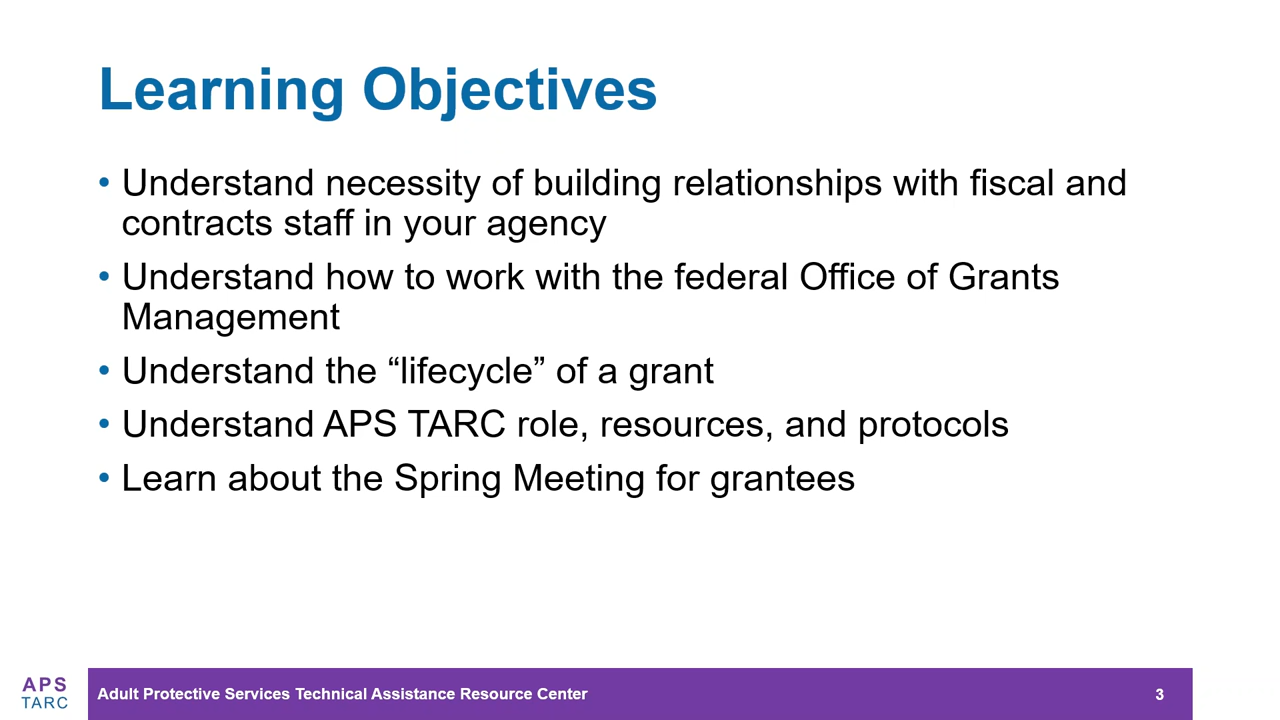 Learning Objectives
• Understand necessity of building relationships with fiscal and
contracts staff in your agency
• Understand how to work with the federal Office of Grants
Management
• Understand the “lifecycle” of a grant
• Understand APS TARC role, resources, and protocols
• Learn about the Spring Meeting for grantees
APS
TARC
Adult Protective Services Technical Assistance Resource Center
3